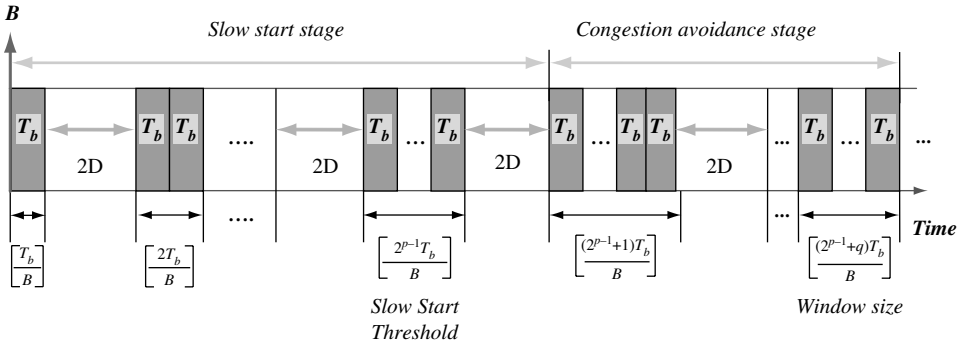 B
Slow start stage
Congestion avoidance stage
T_b T_b T_b .... T_b ... T_b T_b ... T_b T_b ... T_b ... T_b ...
2D 2D 2D 2D
.... ...
Time
[T_b/B] [2T_b/B] [2^{p-1}T_b/B] [(2^{p-1}+1)T_b/B] [(2^{p-1}+q)T_b/B]
Slow Start
Threshold
Window size